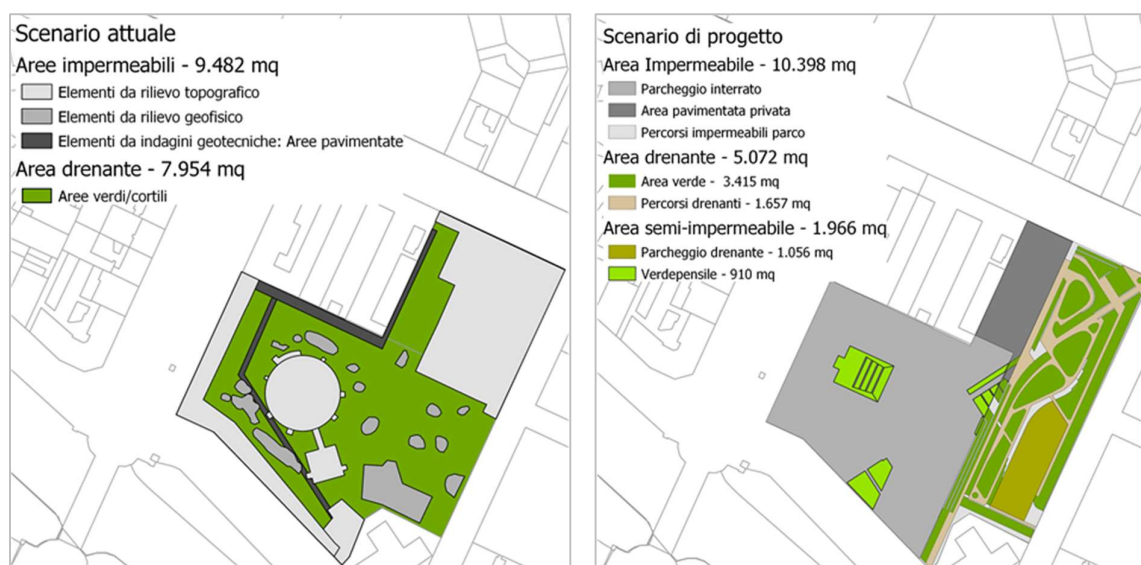 Scenario attuale
Aree impermeabili - 9.482 mq
Elementi da rilievo topografico
Elementi da rilievo geofisico
Elementi da indagini geotecniche: Aree pavimentate
Area drenante - 7.954 mq
Aree verdi/cortili
Scenario di progetto
Area Impermeabile - 10.398 mq
Parcheggio interrato
Area pavimentata privata
Percorsi impermeabili parco
Area drenante - 5.072 mq
Area verde - 3.415 mq
Percorsi drenanti - 1.657 mq
Area semi-impermeabile - 1.966 mq
Parcheggio drenante - 1.056 mq
Verdepensile - 910 mq